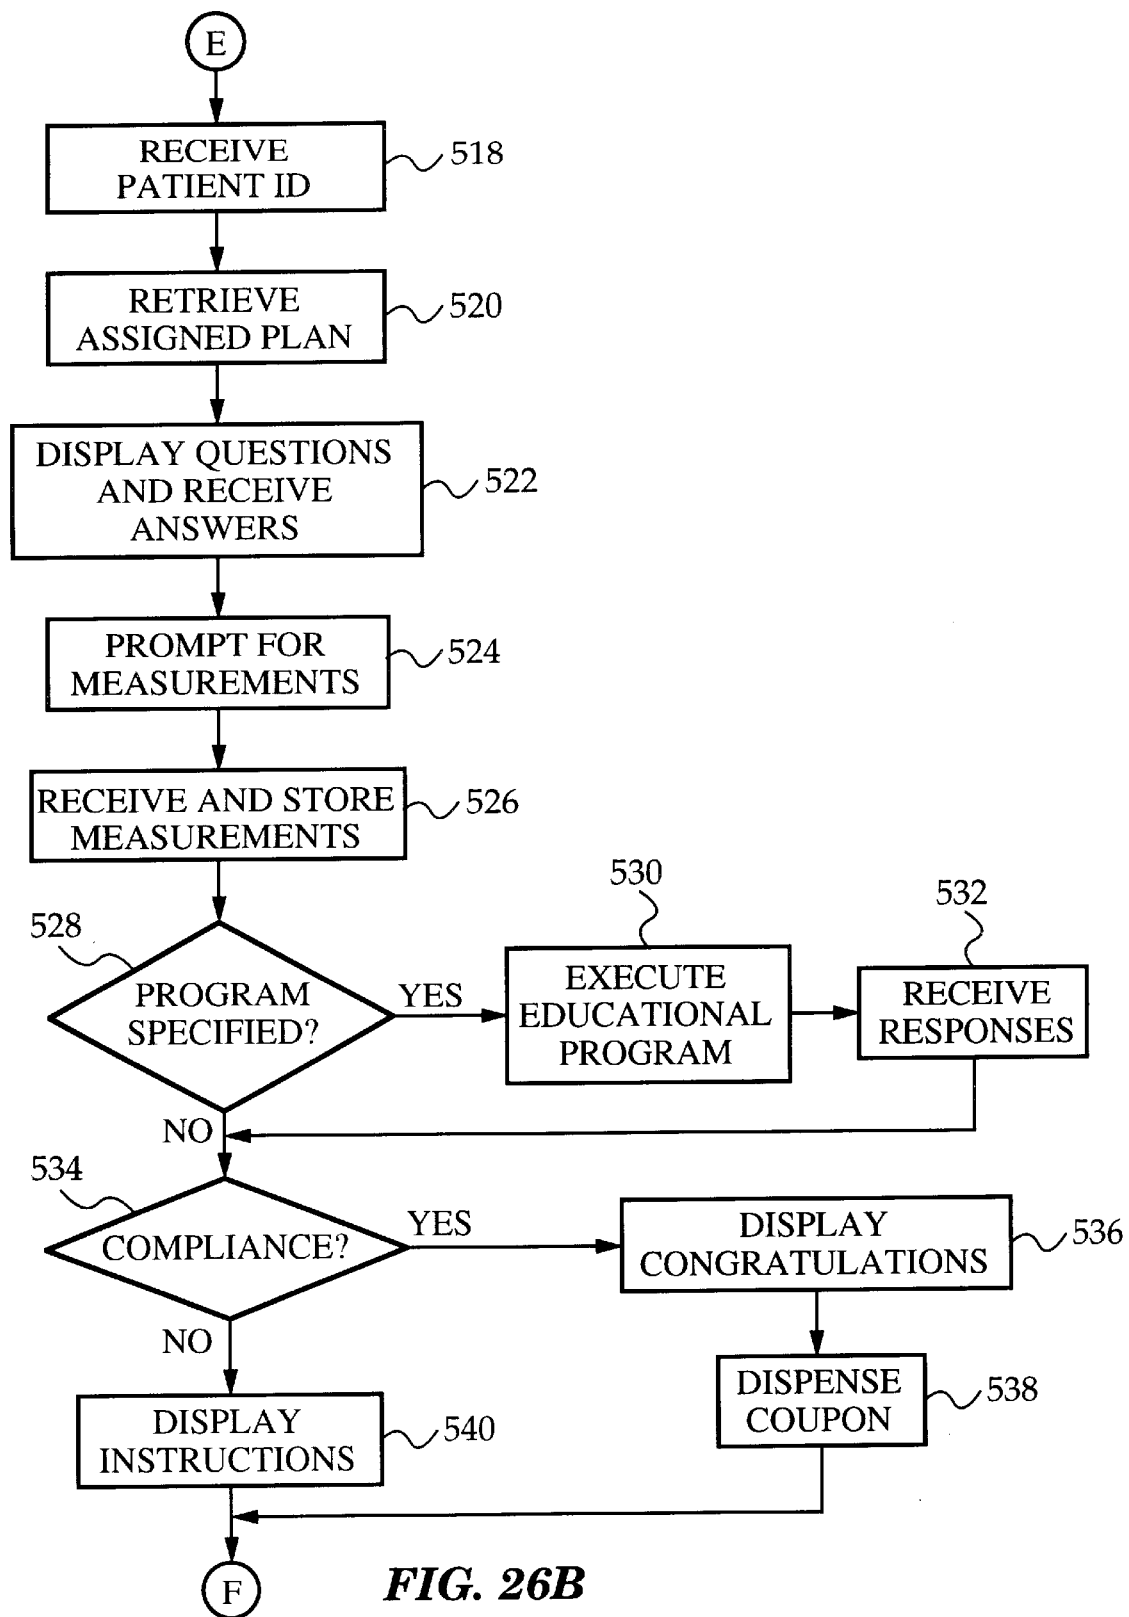 E
RECEIVE
PATIENT ID
518
RETRIEVE
ASSIGNED PLAN
520
DISPLAY QUESTIONS
AND RECEIVE
ANSWERS
522
PROMPT FOR
MEASUREMENTS
524
RECEIVE AND STORE
MEASUREMENTS
526
528
PROGRAM
SPECIFIED?
YES
530
EXECUTE
EDUCATIONAL
PROGRAM
532
RECEIVE
RESPONSES
NO
534
COMPLIANCE?
YES
DISPLAY
CONGRATULATIONS
536
NO
DISPENSE
COUPON
538
DISPLAY
INSTRUCTIONS
540
F
FIG. 26B